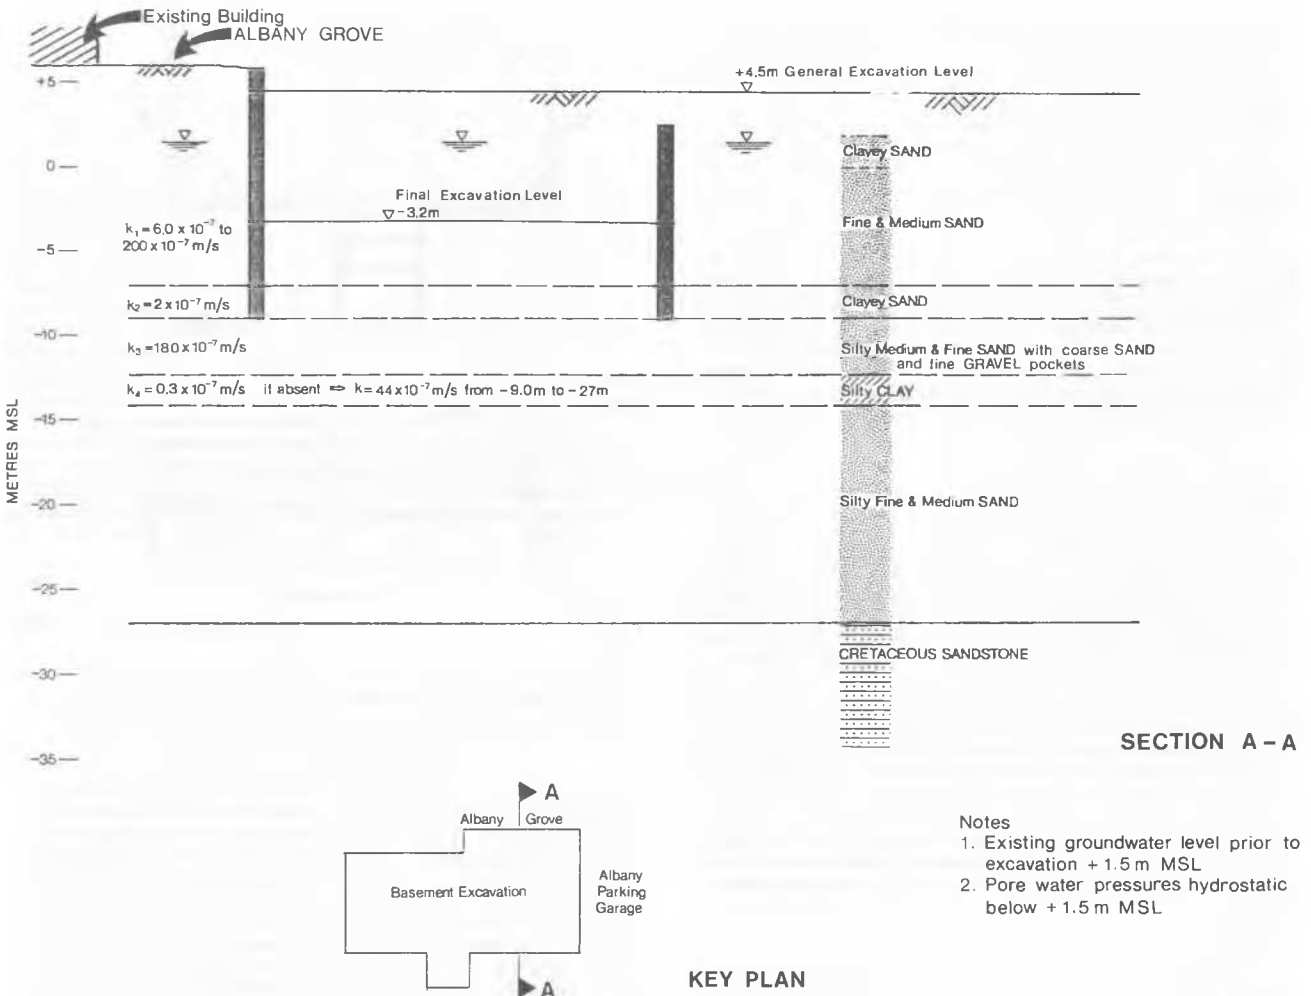 Existing Building
ALBANY GROVE
+5
+4.5m General Excavation Level
Clayey SAND
0
Final Excavation Level
-3.2m
k₁ = 6.0 x 10⁻⁷ to
200 x 10⁻⁷ m/s
Fine & Medium SAND
-5
k₂ = 2 x 10⁻⁷ m/s
Clayey SAND
-10
k₃ = 180 x 10⁻⁷ m/s
Silty Medium & Fine SAND with coarse SAND
and fine GRAVEL pockets
k₄ = 0.3 x 10⁻⁷ m/s if absent ⇒ k = 44 x 10⁻⁷ m/s from -9.0m to -27m
Silty CLAY
-15
METRES MSL
-20
Silty Fine & Medium SAND
-25
CRETACEOUS SANDSTONE
-30
-35
SECTION A-A
A
Albany Grove
Basement Excavation
Albany
Parking
Garage
A
KEY PLAN
Notes
1. Existing groundwater level prior to
excavation +1.5m MSL
2. Pore water pressures hydrostatic
below +1.5m MSL